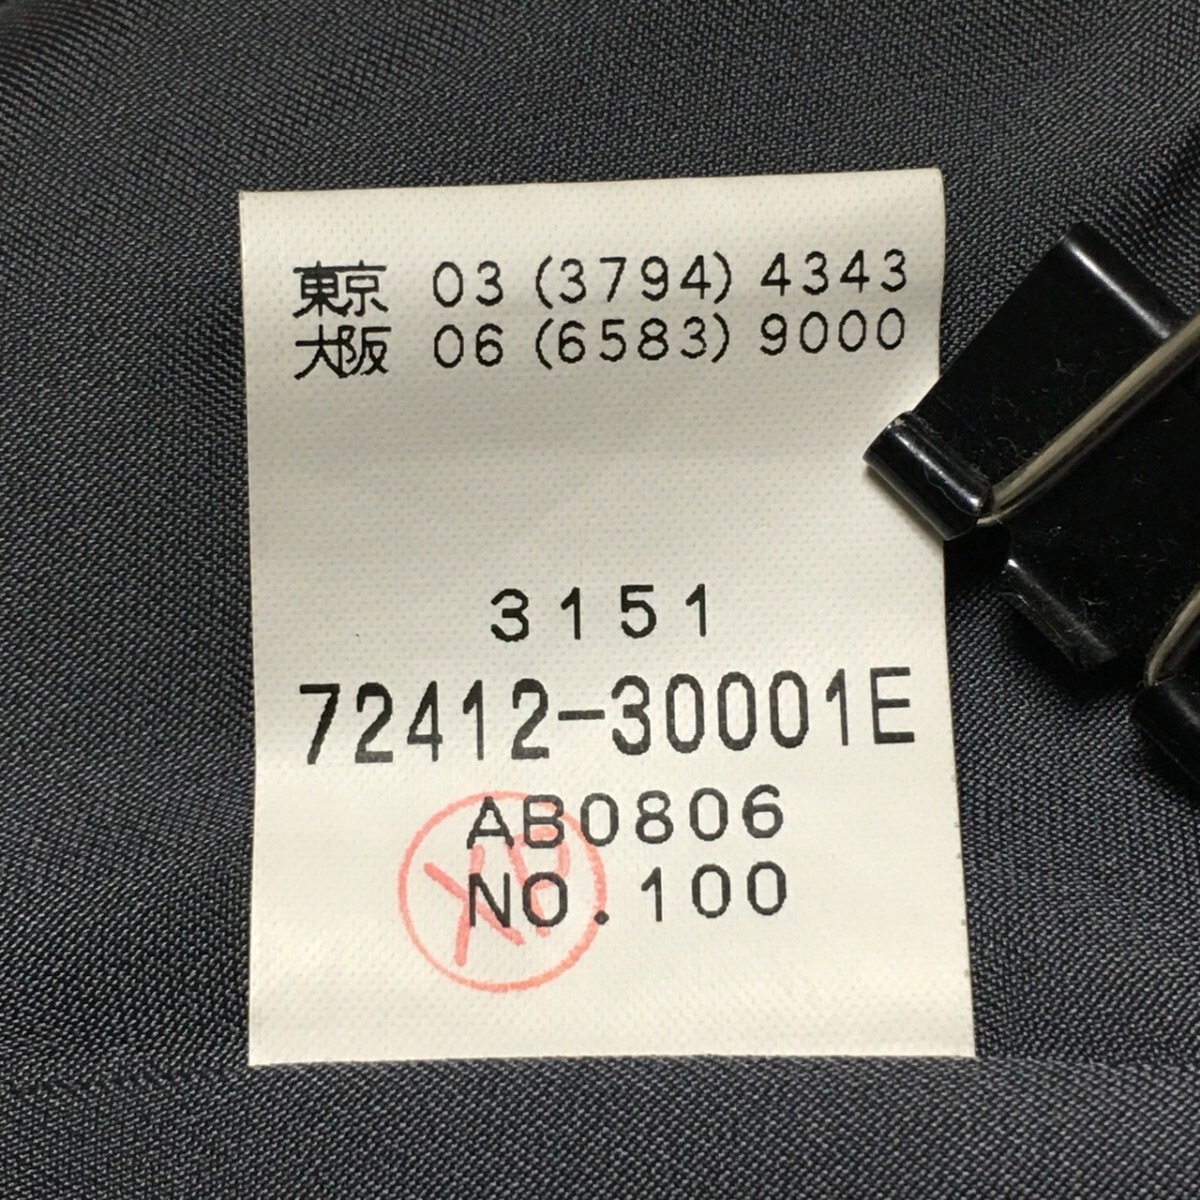 東京 03 (3794) 4343
大阪 06 (6583) 9000
3151
72412-30001E
AB0806
NO.100